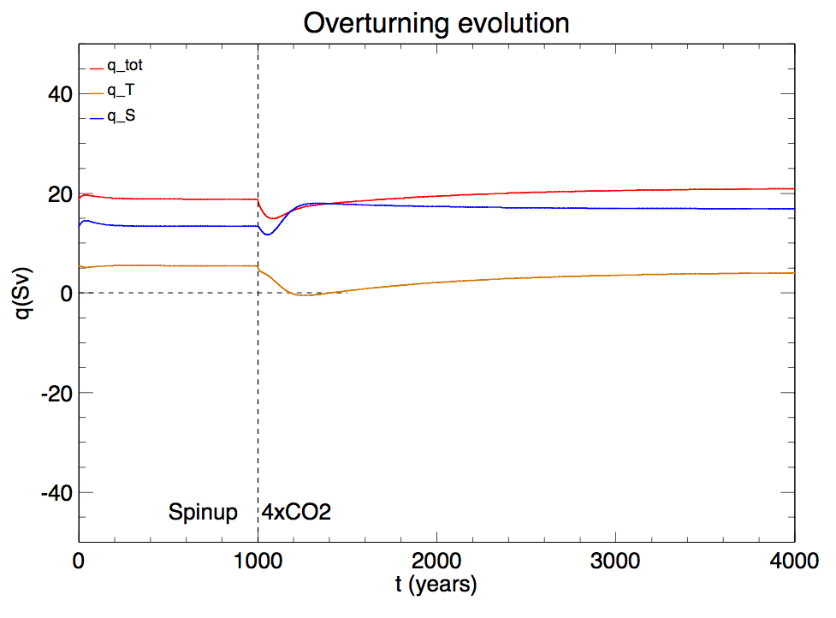 Overturning evolution
q_tot
q_T
q_S
40
20
0
-20
-40
q(Sv)
Spinup 4xCO2
0 1000 2000 3000 4000
t (years)